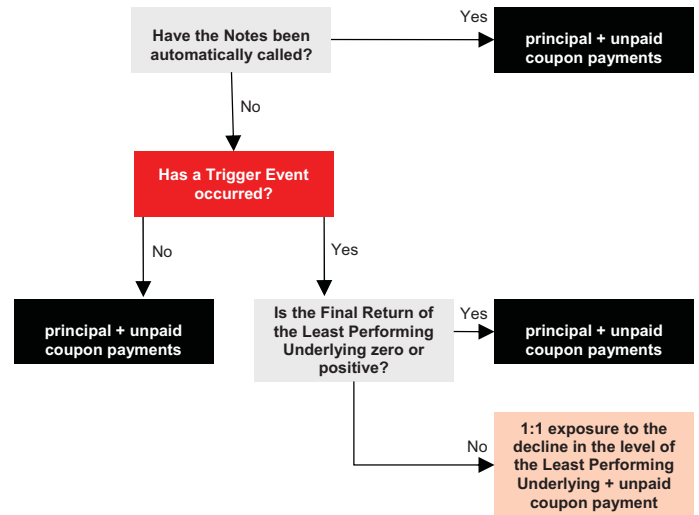 Have the Notes been
automatically called?
Yes
principal + unpaid
coupon payments
No
Has a Trigger Event
occurred?
No
Yes
principal + unpaid
coupon payments
Is the Final Return of
the Least Performing
Underlying zero or
positive?
Yes
principal + unpaid
coupon payments
No
1:1 exposure to the
decline in the level of
the Least Performing
Underlying + unpaid
coupon payment